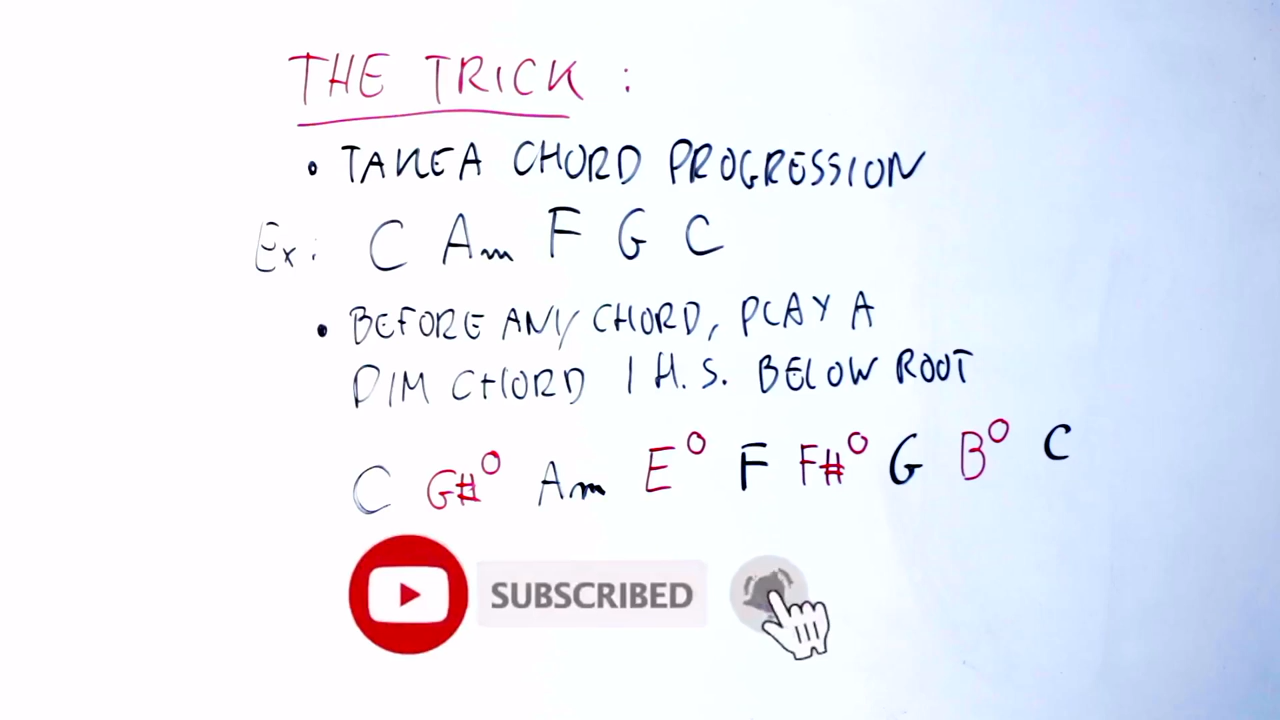 THE TRICK:
• TAKE A CHORD PROGRESSION
Ex: C Am F G C
• BEFORE ANY CHORD, PLAY A
DIM CHORD 1 H.S. BELOW ROOT
C G#° Am E° F F#° G B° C
SUBSCRIBED